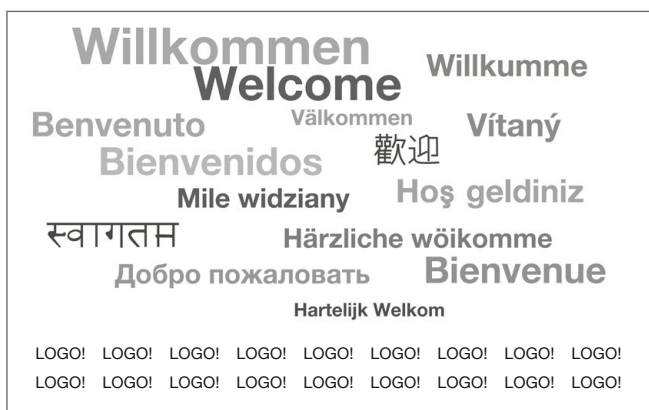 Willkommen
Welcome
Willkumme
Benvenuto
Välkommen
Vítaný
歡迎
Bienvenidos
Mile widziany
Hoş geldiniz
स्वागतम
Härzliche wöikomme
Добро пожаловать
Bienvenue
Hartelijk Welkom
LOGO! LOGO! LOGO! LOGO! LOGO! LOGO! LOGO! LOGO! LOGO!
LOGO! LOGO! LOGO! LOGO! LOGO! LOGO! LOGO! LOGO! LOGO!